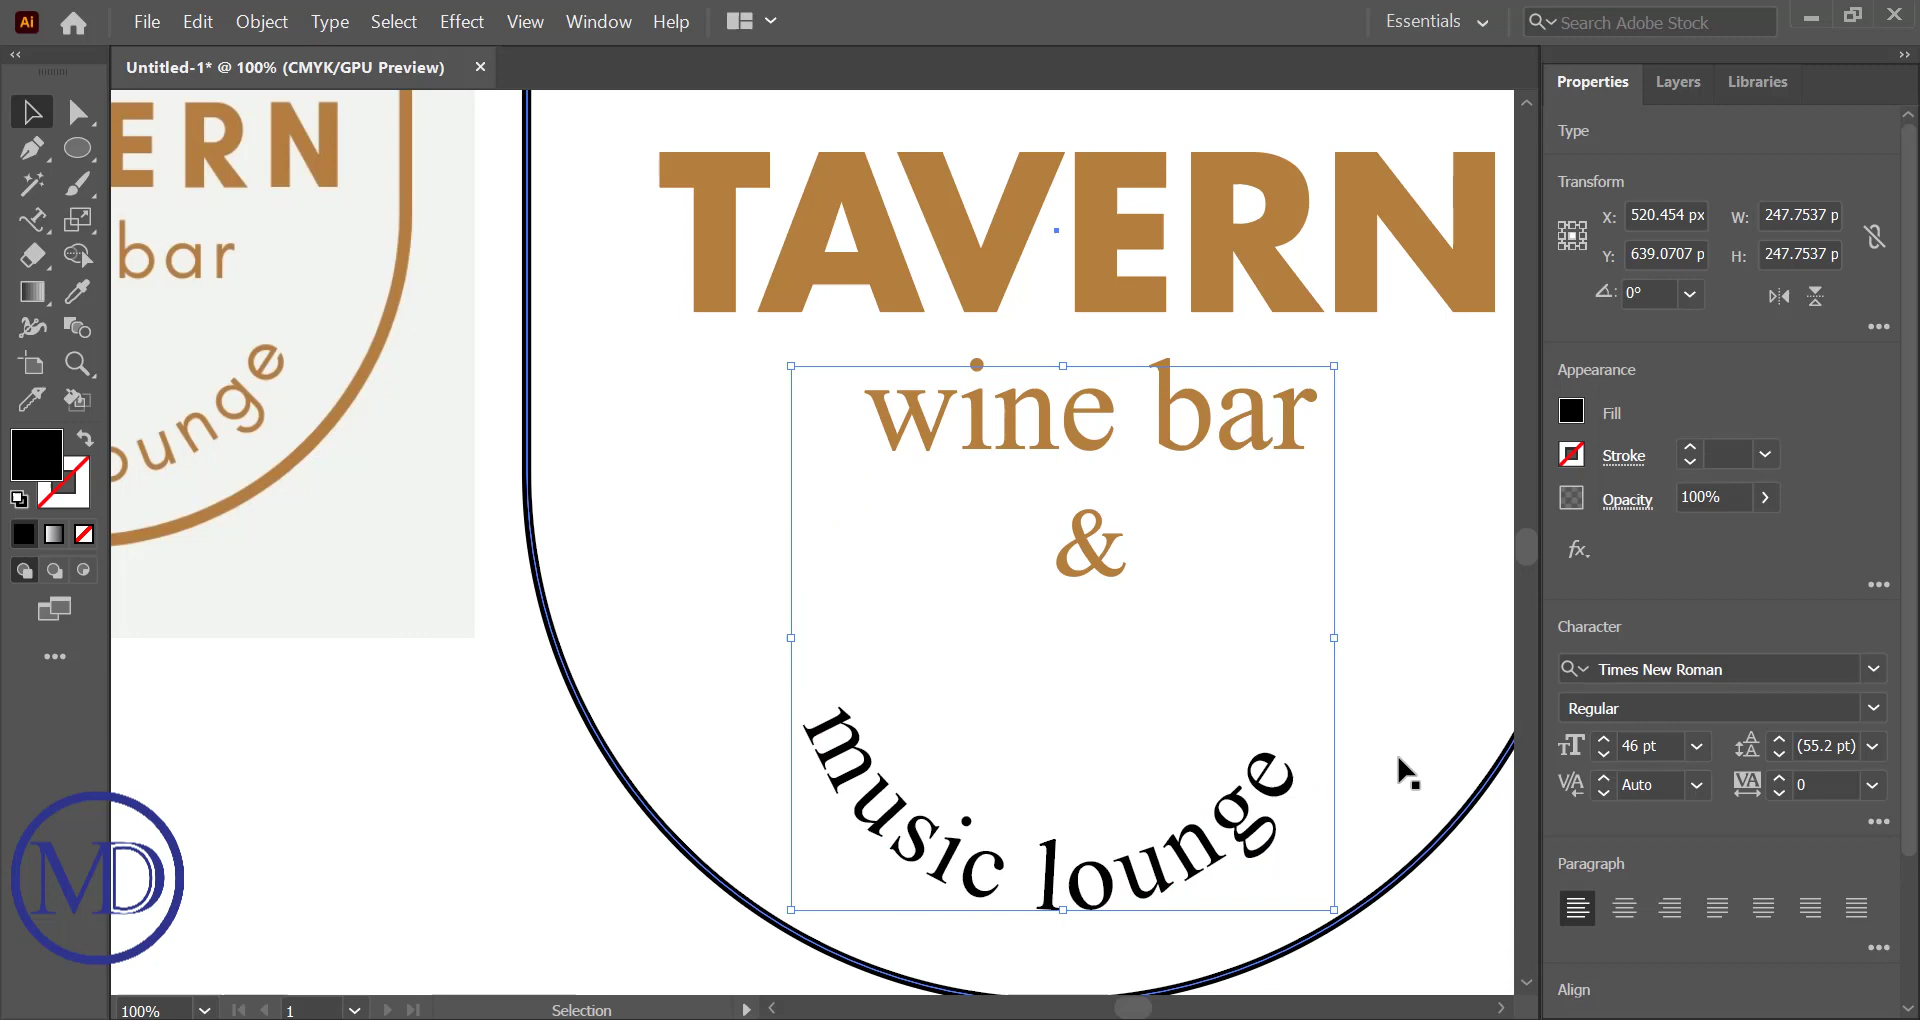 Ai File Edit Object Type Select Effect View Window Help Essentials Search Adobe Stock
Untitled-1* @ 100% (CMYK/GPU Preview)
Properties Layers Libraries
Type
Transform
X: 520.454 px W: 247.7537 p
Y: 639.0707 p H: 247.7537 p
0°
Appearance
Fill
Stroke
Opacity 100%
fx.
Character
Times New Roman
Regular
46 pt (55.2 pt)
Auto 0
Paragraph
Align
ERN
bar
ounge
TAVERN
wine bar
&
music lounge
MD
100% 1 Selection